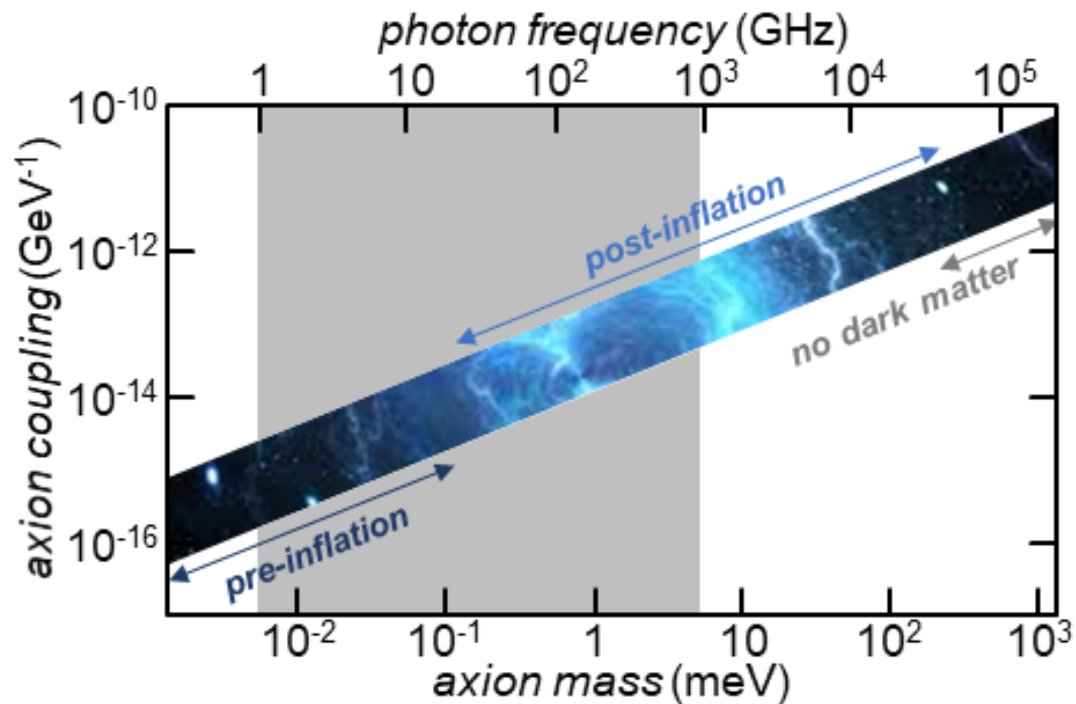 photon frequency (GHz)
1 10 10² 10³ 10⁴ 10⁵
axion coupling (GeV⁻¹)
10⁻¹⁰
10⁻¹²
10⁻¹⁴
10⁻¹⁶
post-inflation
no dark matter
pre-inflation
10⁻² 10⁻¹ 1 10 10² 10³
axion mass (meV)